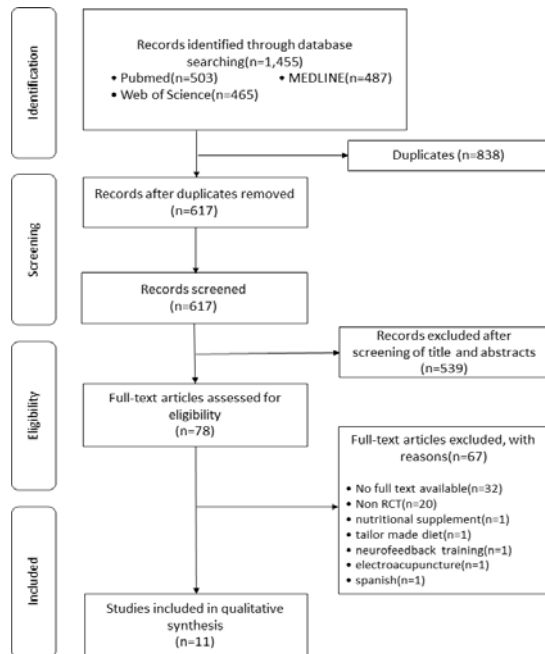 Identification
Records identified through database
searching(n=1,455)
• Pubmed(n=503) • MEDLINE(n=487)
• Web of Science(n=465)
Duplicates (n=838)
Screening
Records after duplicates removed
(n=617)
Records screened
(n=617)
Records excluded after
screening of title and abstracts
(n=539)
Eligibility
Full-text articles assessed for
eligibility
(n=78)
Full-text articles excluded, with
reasons(n=67)
• No full text available(n=32)
• Non RCT(n=20)
• nutritional supplement(n=1)
• tailor made diet(n=1)
• neurofeedback training(n=1)
• electroacupuncture(n=1)
• spanish(n=1)
Included
Studies included in qualitative
synthesis
(n=11)